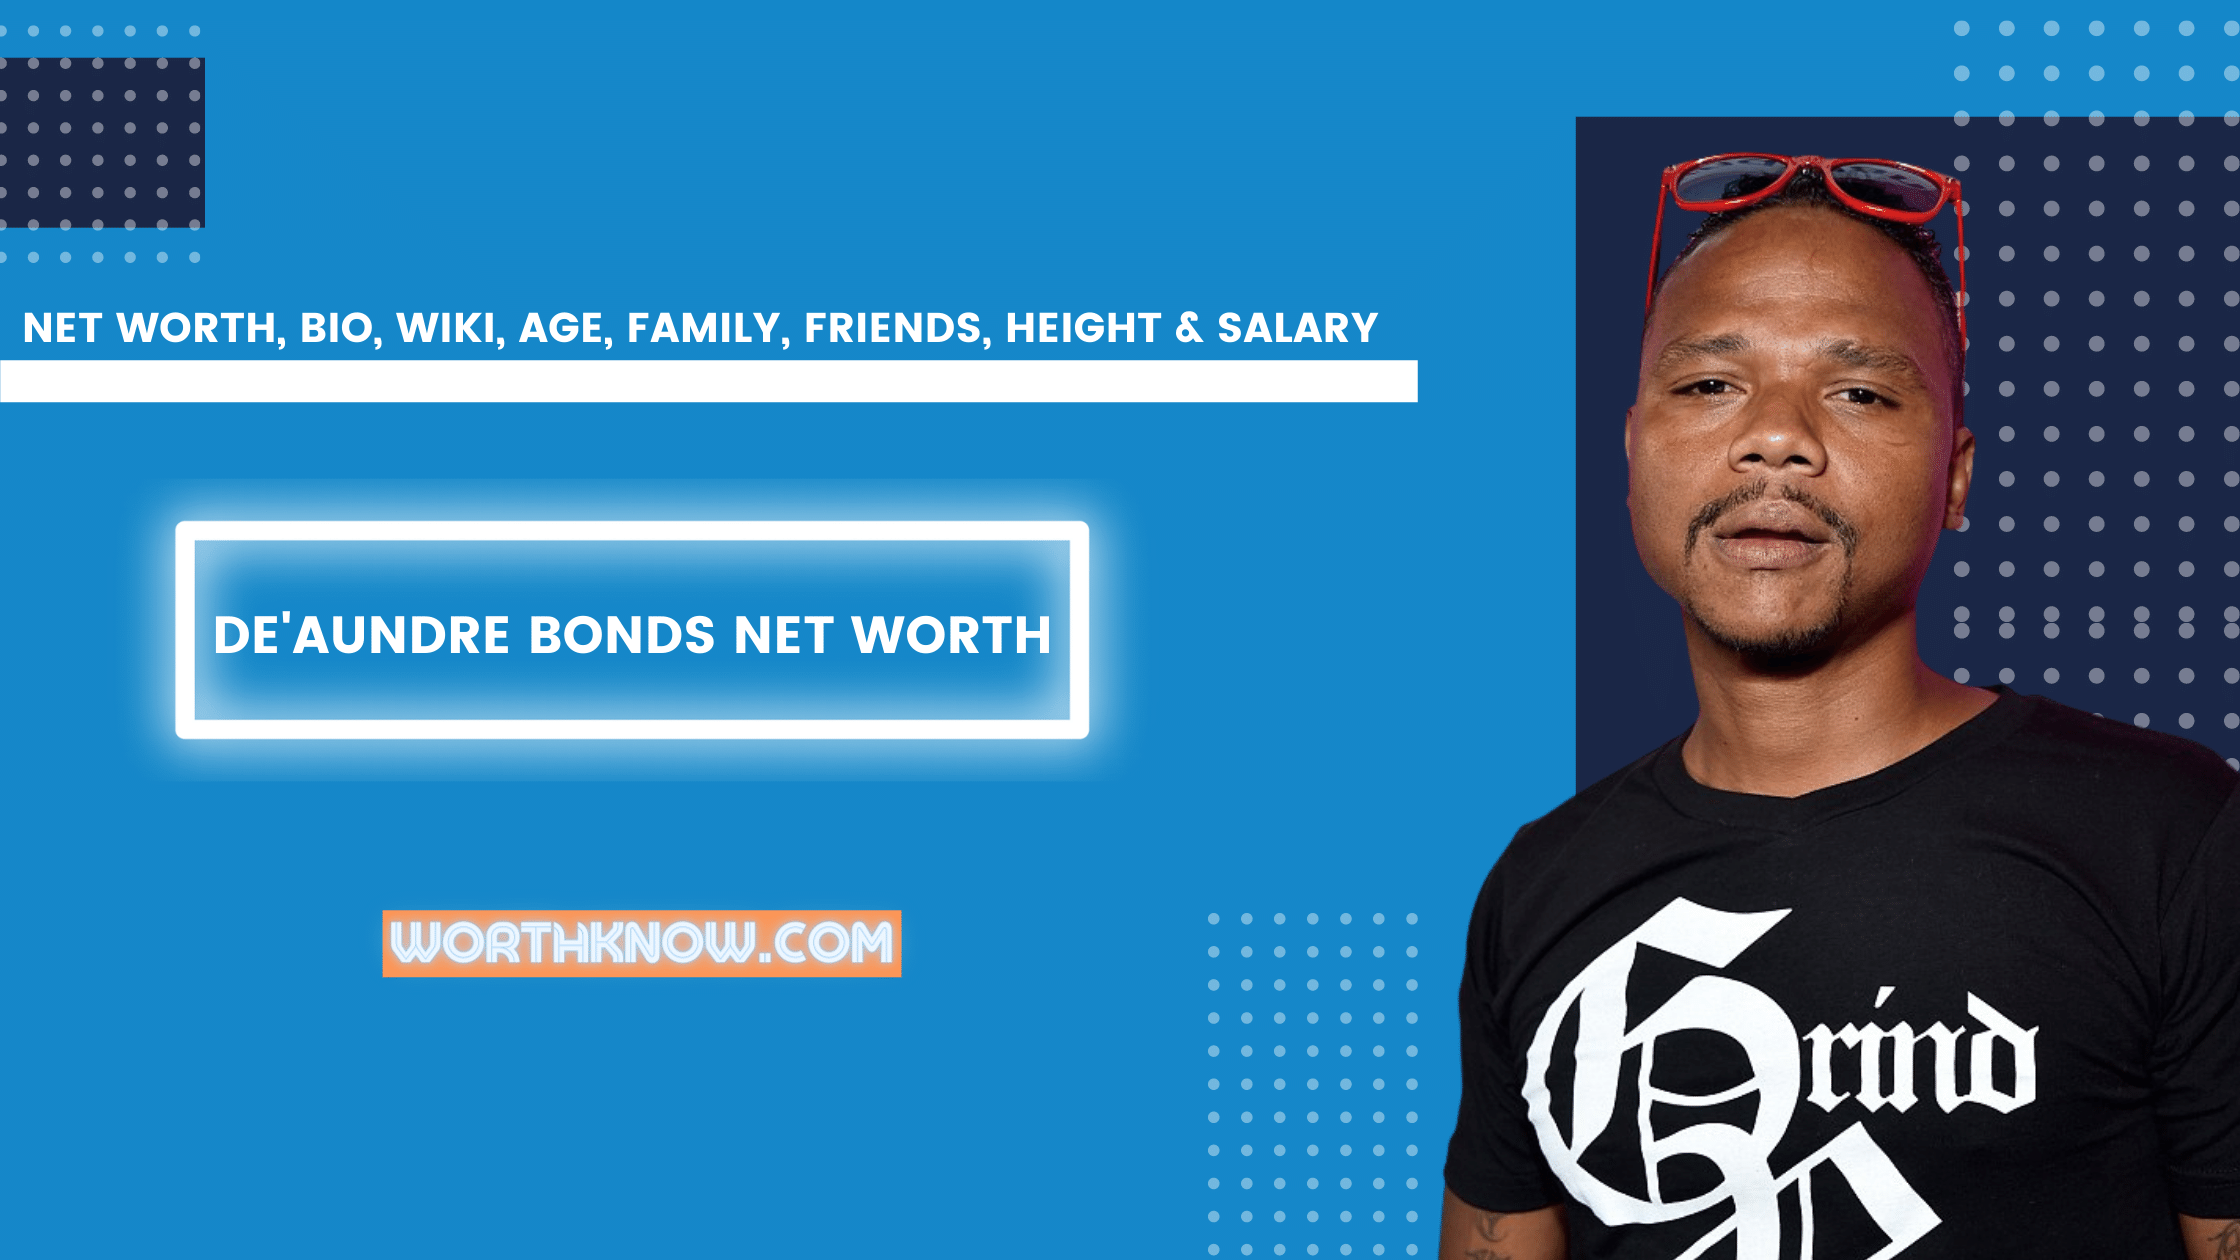 NET WORTH, BIO, WIKI, AGE, FAMILY, FRIENDS, HEIGHT & SALARY
DE'AUNDRE BONDS NET WORTH
WORTHKNOW.COM
Grind